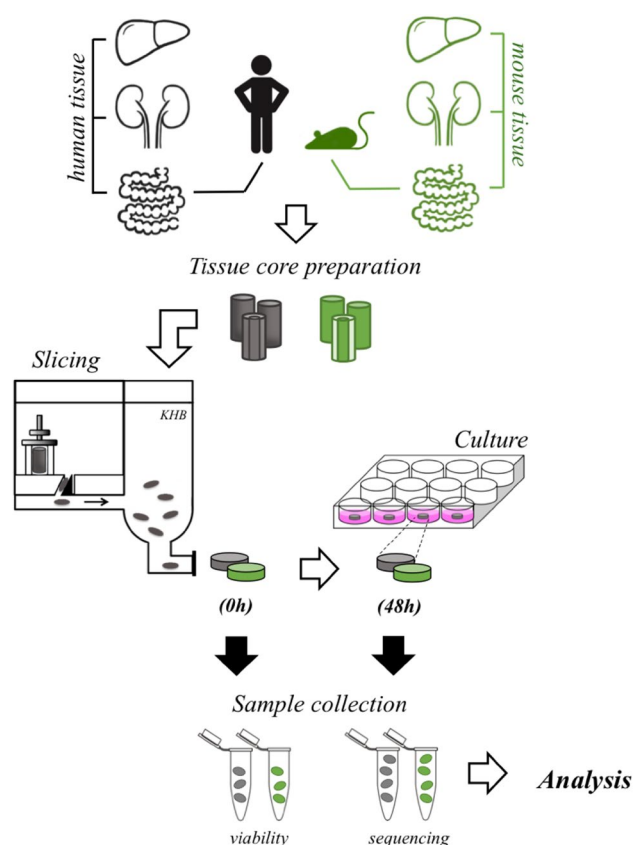 human tissue
mouse tissue
Tissue core preparation
Slicing
KHB
Culture
(0h)
(48h)
Sample collection
Analysis
viability
sequencing